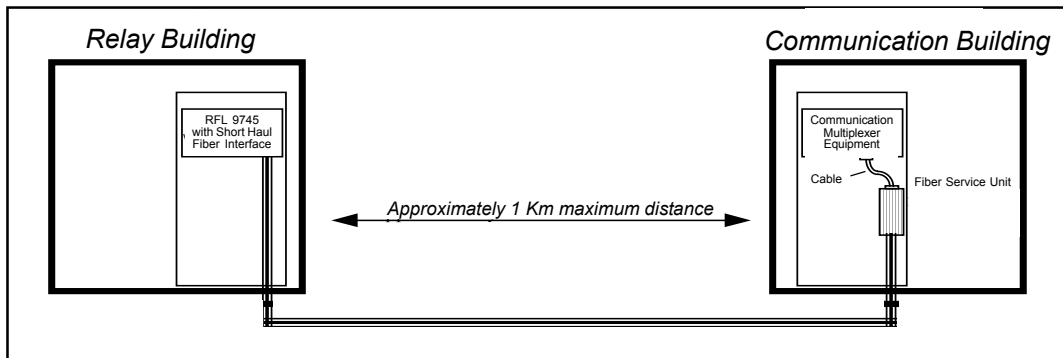 Relay Building
Communication Building
RFL 9745
with Short Haul
Fiber Interface
Communication
Multiplexer
Equipment
Cable
Fiber Service Unit
Approximately 1 Km maximum distance